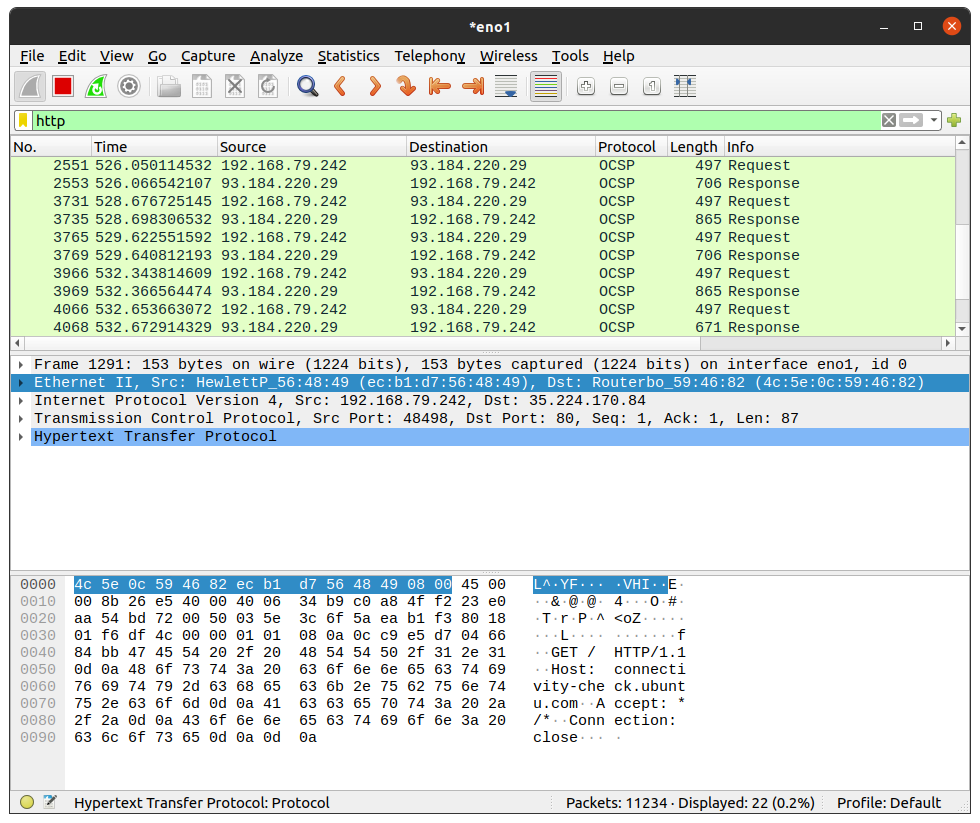 *eno1
File Edit View Go Capture Analyze Statistics Telephony Wireless Tools Help
http
No. Time Source Destination Protocol Length Info
2551 526.050114532 192.168.79.242 93.184.220.29 OCSP 497 Request
2553 526.066542107 93.184.220.29 192.168.79.242 OCSP 706 Response
3731 528.676725145 192.168.79.242 93.184.220.29 OCSP 497 Request
3735 528.698306532 93.184.220.29 192.168.79.242 OCSP 865 Response
3765 529.622551592 192.168.79.242 93.184.220.29 OCSP 497 Request
3769 529.640812193 93.184.220.29 192.168.79.242 OCSP 706 Response
3966 532.343814609 192.168.79.242 93.184.220.29 OCSP 497 Request
3969 532.366564474 93.184.220.29 192.168.79.242 OCSP 865 Response
4066 532.653663072 192.168.79.242 93.184.220.29 OCSP 497 Request
4068 532.672914329 93.184.220.29 192.168.79.242 OCSP 671 Response
Frame 1291: 153 bytes on wire (1224 bits), 153 bytes captured (1224 bits) on interface eno1, id 0
Ethernet II, Src: HewlettP_56:48:49 (ec:b1:d7:56:48:49), Dst: Routerbo_59:46:82 (4c:5e:0c:59:46:82)
Internet Protocol Version 4, Src: 192.168.79.242, Dst: 35.224.170.84
Transmission Control Protocol, Src Port: 48498, Dst Port: 80, Seq: 1, Ack: 1, Len: 87
Hypertext Transfer Protocol
0000 4c 5e 0c 59 46 82 ec b1 d7 56 48 49 08 00 45 00 L^·YF··· ·VHI··E·
0010 00 8b 26 e5 40 00 40 06 34 b9 c0 a8 4f f2 23 e0 ··&·@·@· 4···O·#·
0020 aa 54 bd 72 00 50 03 5e 3c 6f 5a ea b1 f3 80 18 ·T·r·P·^ <oZ·····
0030 01 f6 df 4c 00 00 01 01 08 0a 0c c9 e5 d7 04 66 ···L···· ·······f
0040 84 bb 47 45 54 20 2f 20 48 54 54 50 2f 31 2e 31 ··GET / HTTP/1.1
0050 0d 0a 48 6f 73 74 3a 20 63 6f 6e 6e 65 63 74 69 ··Host: connecti
0060 76 69 74 79 2d 63 68 65 63 6b 2e 75 62 75 6e 74 vity-che ck.ubunt
0070 75 2e 63 6f 6d 0d 0a 41 63 63 65 70 74 3a 20 2a u.com··A ccept: *
0080 2f 2a 0d 0a 43 6f 6e 6e 65 63 74 69 6f 6e 3a 20 /*··Conn ection:
0090 63 6c 6f 73 65 0d 0a 0d 0a close··· ·
Hypertext Transfer Protocol: Protocol Packets: 11234 · Displayed: 22 (0.2%) Profile: Default